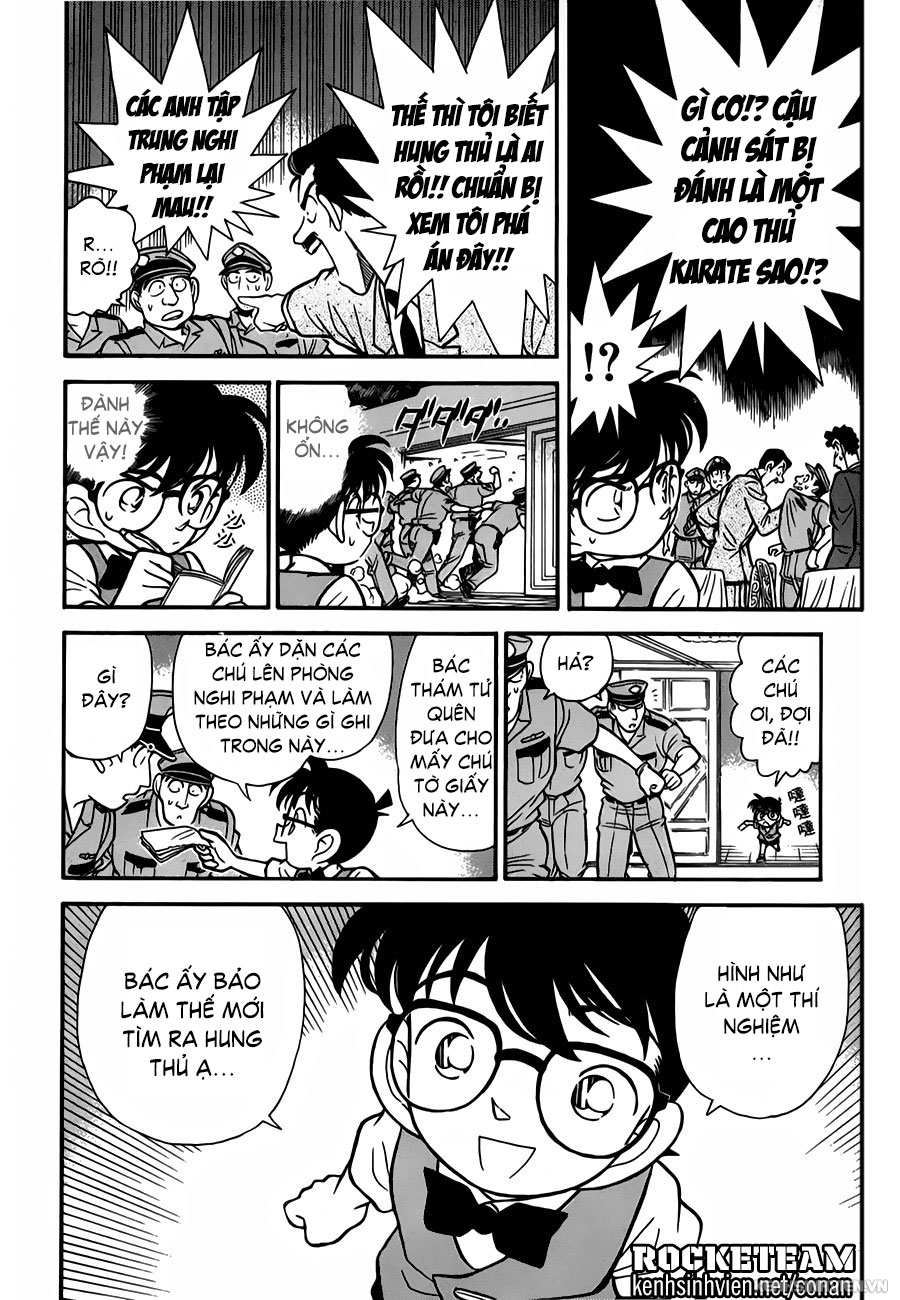 GÌ CƠ!? CẬU
CẢNH SÁT BỊ
ĐÁNH LÀ MỘT
CAO THỦ
KARATE SAO!?
!?
THẾ THÌ TÔI BIẾT
HUNG THỦ LÀ AI
RỒI!! CHUẨN BỊ
XEM TÔI PHÁ
ÁN ĐÂY!!
CÁC ANH TẬP
TRUNG NGHI
PHẠM LẠI
MAU!!
R...
RÕ!!
ダダダ..
KHÔNG
ỔN...
ĐÀNH
THẾ NÀY
VẬY!
CÁC
CHÚ
ƠI, ĐỢI
ĐÃ!!
HẢ?
BÁC
THÁM TỬ
QUÊN
ĐƯA CHO
MẤY CHÚ
TỜ GIẤY
NÀY...
BÁC ẤY DẶN CÁC
CHÚ LÊN PHÒNG
NGHI PHẠM VÀ LÀM
THEO NHỮNG GÌ GHI
TRONG NÀY...
GÌ
ĐÂY?
HÌNH NHƯ
LÀ MỘT THÍ
NGHIỆM
...
BÁC ẤY BẢO
LÀM THẾ MỚI
TÌM RA HUNG
THỦ Ạ...
ROCKETEAM
kenhsinhvien.net/conan